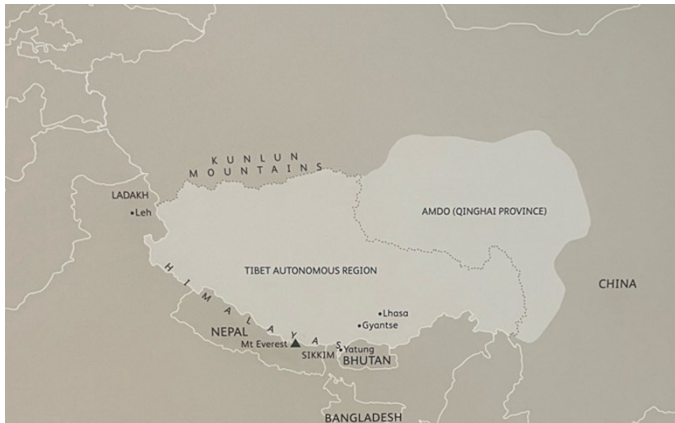 KUNLUN
MOUNTAINS
LADAKH
Leh
AMDO (QINGHAI PROVINCE)
TIBET AUTONOMOUS REGION
CHINA
HIMALAYAS
Lhasa
Gyantse
NEPAL
Mt Everest
Yatung
SIKKIM
BHUTAN
BANGLADESH